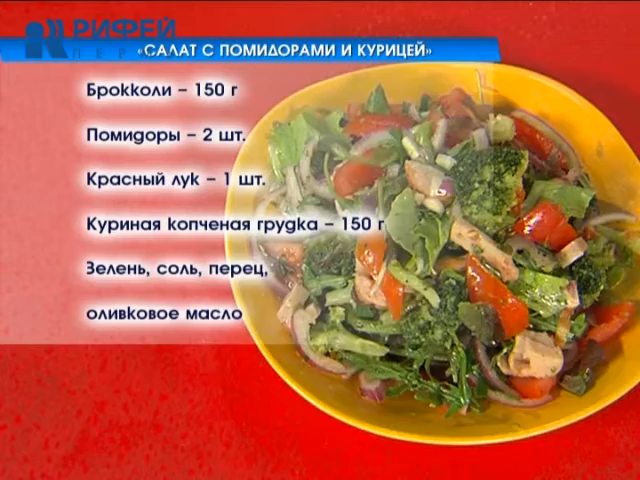 РИФЕЙ
ПЕРМЬ
«САЛАТ С ПОМИДОРАМИ И КУРИЦЕЙ»
Брокколи – 150 г
Помидоры – 2 шт.
Красный лук – 1 шт.
Куриная копченая грудка – 150 г
Зелень, соль, перец,
оливковое масло